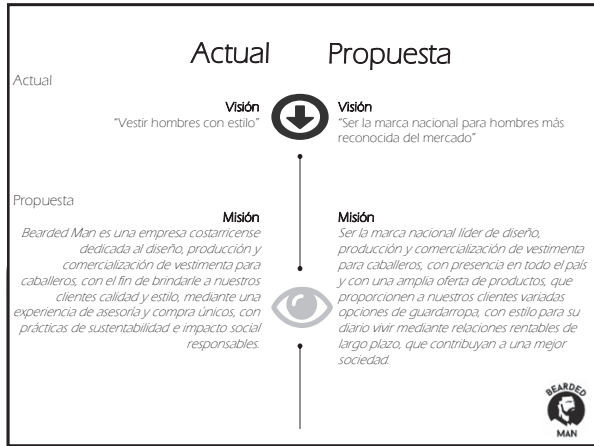 Actual
Propuesta
Actual
Visión
"Vestir hombres con estilo"
Visión
"Ser la marca nacional para hombres más
reconocida del mercado"
Propuesta
Misión
Bearded Man es una empresa costarricense
dedicada al diseño, producción y
comercialización de vestimenta para
caballeros, con el fin de brindarle a nuestros
clientes calidad y estilo, mediante una
experiencia de asesoría y compra únicos, con
prácticas de sustentabilidad e impacto social
responsables.
Misión
Ser la marca nacional líder de diseño,
producción y comercialización de vestimenta
para caballeros, con presencia en todo el país
y con una amplia oferta de productos, que
proporcionen a nuestros clientes variadas
opciones de guardarropa, con estilo para su
diario vivir mediante relaciones rentables de
largo plazo, que contribuyan a una mejor
sociedad.
BEARDED
MAN